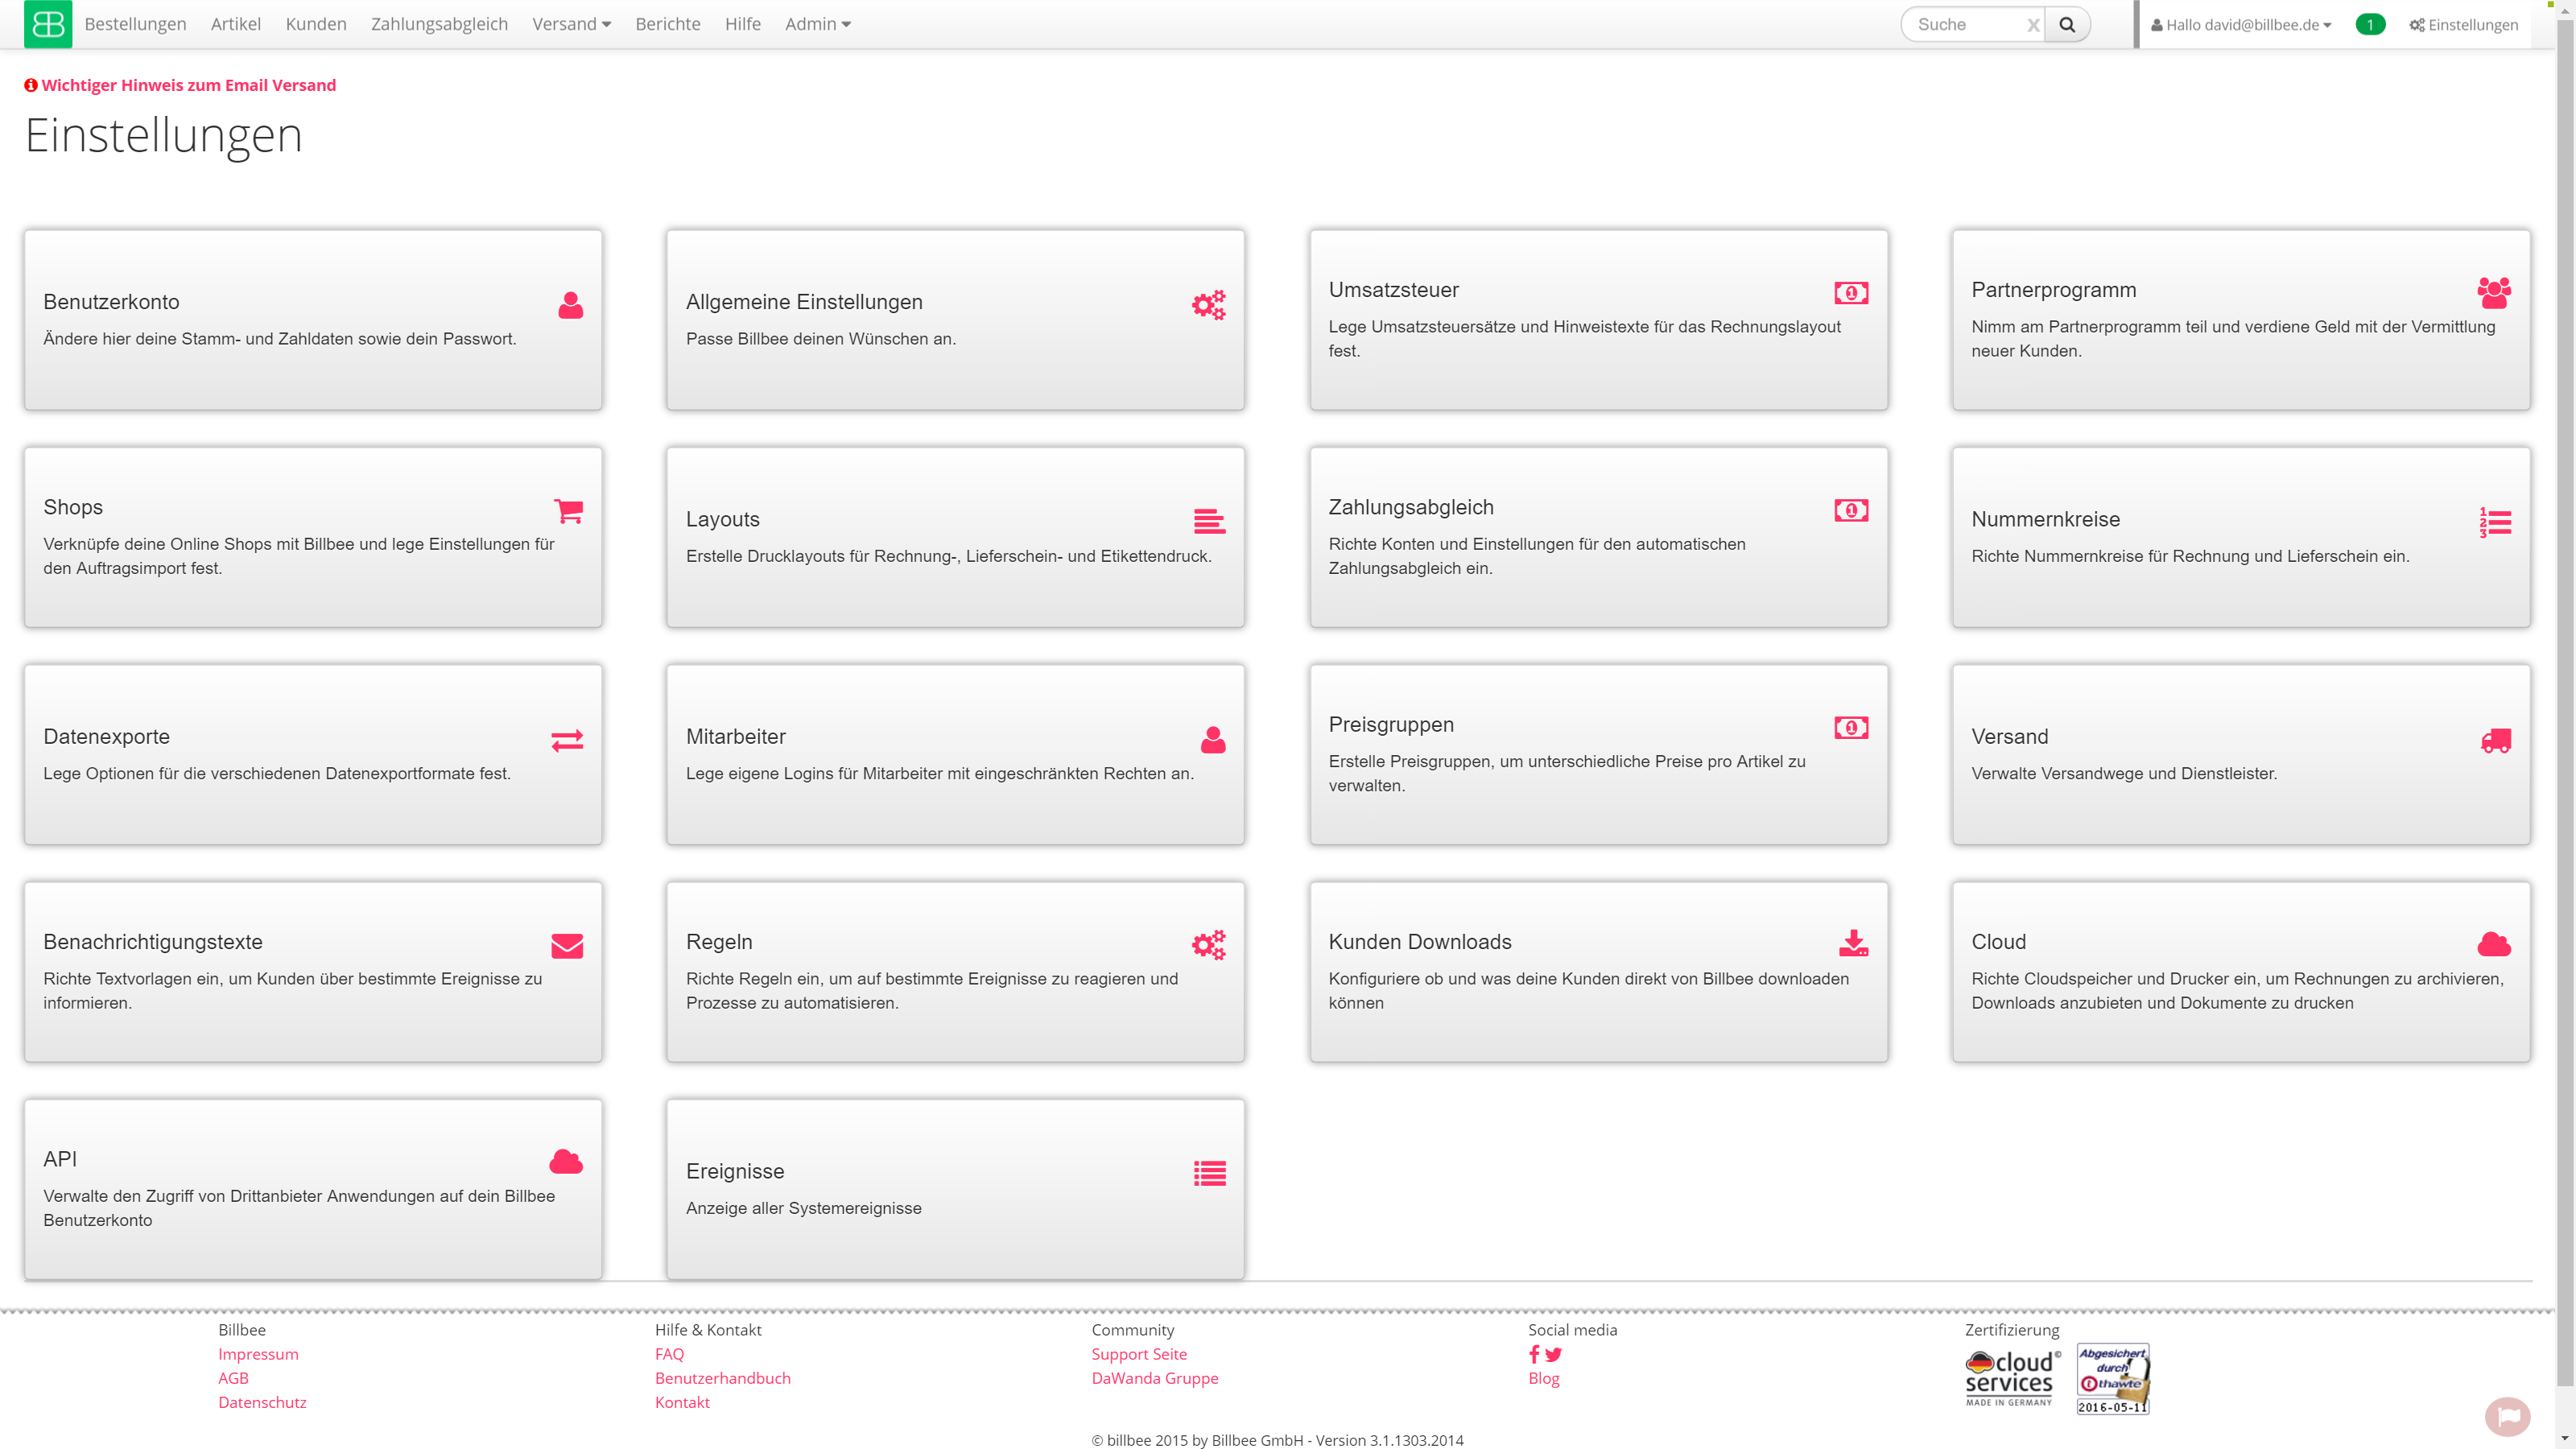 BB Bestellungen Artikel Kunden Zahlungsabgleich Versand Berichte Hilfe Admin Suche x Hallo david@billbee.de 1 Einstellungen
Wichtiger Hinweis zum Email Versand
Einstellungen
Benutzerkonto
Ändere hier deine Stamm- und Zahldaten sowie dein Passwort.
Allgemeine Einstellungen
Passe Billbee deinen Wünschen an.
Umsatzsteuer
Lege Umsatzsteuersätze und Hinweistexte für das Rechnungslayout
fest.
Partnerprogramm
Nimm am Partnerprogramm teil und verdiene Geld mit der Vermittlung
neuer Kunden.
Shops
Verknüpfe deine Online Shops mit Billbee und lege Einstellungen für
den Auftragsimport fest.
Layouts
Erstelle Drucklayouts für Rechnung-, Lieferschein- und Etikettendruck.
Zahlungsabgleich
Richte Konten und Einstellungen für den automatischen
Zahlungsabgleich ein.
Nummernkreise
Richte Nummernkreise für Rechnung und Lieferschein ein.
Datenexporte
Lege Optionen für die verschiedenen Datenexportformate fest.
Mitarbeiter
Lege eigene Logins für Mitarbeiter mit eingeschränkten Rechten an.
Preisgruppen
Erstelle Preisgruppen, um unterschiedliche Preise pro Artikel zu
verwalten.
Versand
Verwalte Versandwege und Dienstleister.
Benachrichtigungstexte
Richte Textvorlagen ein, um Kunden über bestimmte Ereignisse zu
informieren.
Regeln
Richte Regeln ein, um auf bestimmte Ereignisse zu reagieren und
Prozesse zu automatisieren.
Kunden Downloads
Konfiguriere ob und was deine Kunden direkt von Billbee downloaden
können
Cloud
Richte Cloudspeicher und Drucker ein, um Rechnungen zu archivieren,
Downloads anzubieten und Dokumente zu drucken
API
Verwalte den Zugriff von Drittanbieter Anwendungen auf dein Billbee
Benutzerkonto
Ereignisse
Anzeige aller Systemereignisse
Billbee
Impressum
AGB
Datenschutz
Hilfe & Kontakt
FAQ
Benutzerhandbuch
Kontakt
Community
Support Seite
DaWanda Gruppe
Social media
Blog
Zertifizierung
cloud
services
MADE IN GERMANY
Abgesichert
durch
thawte
2016-05-11
© billbee 2015 by Billbee GmbH - Version 3.1.1303.2014